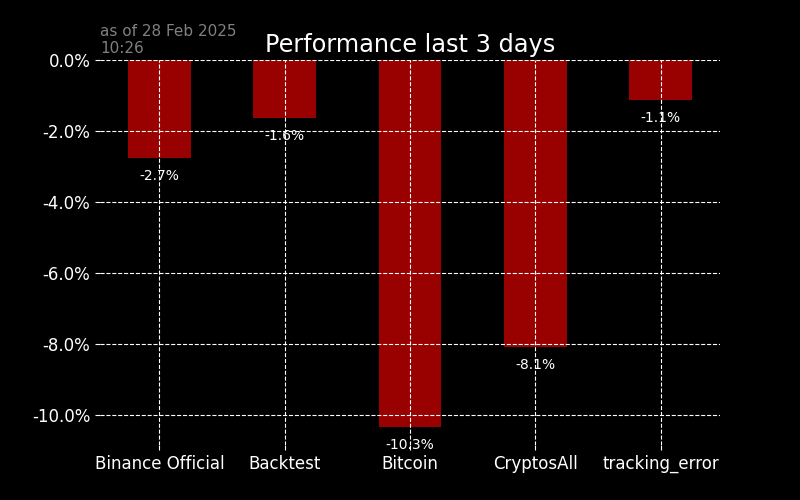 as of 28 Feb 2025
10:26
Performance last 3 days
0.0%
-2.0%
-4.0%
-6.0%
-8.0%
-10.0%
-2.7%
-1.6%
-10.3%
-8.1%
-1.1%
Binance Official
Backtest
Bitcoin
CryptosAll
tracking_error